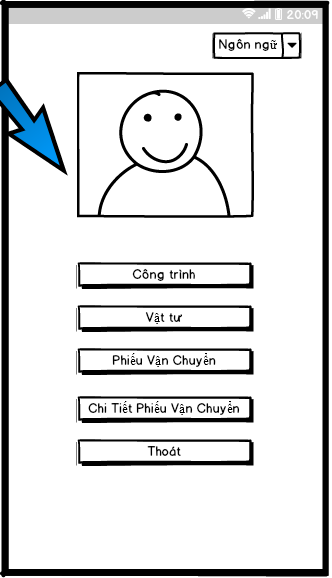 20:09
Ngôn ngữ
Công trình
Vật tư
Phiếu Vận Chuyển
Chi Tiết Phiếu Vận Chuyển
Thoát